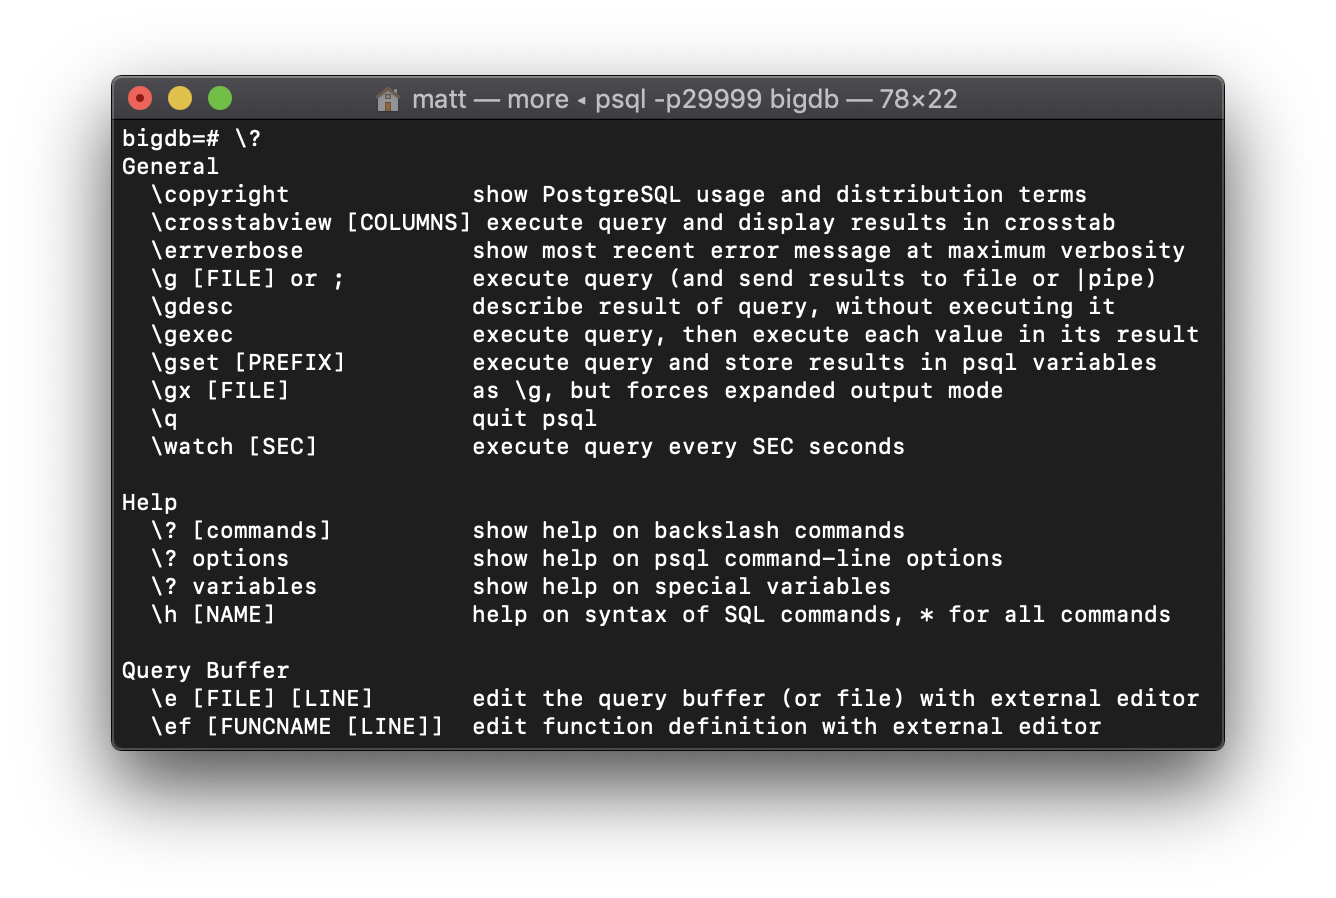 matt — more ◂ psql -p29999 bigdb — 78×22
bigdb=# \?
General
  \copyright             show PostgreSQL usage and distribution terms
  \crosstabview [COLUMNS] execute query and display results in crosstab
  \errverbose            show most recent error message at maximum verbosity
  \g [FILE] or ;         execute query (and send results to file or |pipe)
  \gdesc                 describe result of query, without executing it
  \gexec                 execute query, then execute each value in its result
  \gset [PREFIX]         execute query and store results in psql variables
  \gx [FILE]             as \g, but forces expanded output mode
  \q                     quit psql
  \watch [SEC]           execute query every SEC seconds

Help
  \? [commands]          show help on backslash commands
  \? options             show help on psql command-line options
  \? variables           show help on special variables
  \h [NAME]              help on syntax of SQL commands, * for all commands

Query Buffer
  \e [FILE] [LINE]       edit the query buffer (or file) with external editor
  \ef [FUNCNAME [LINE]]  edit function definition with external editor